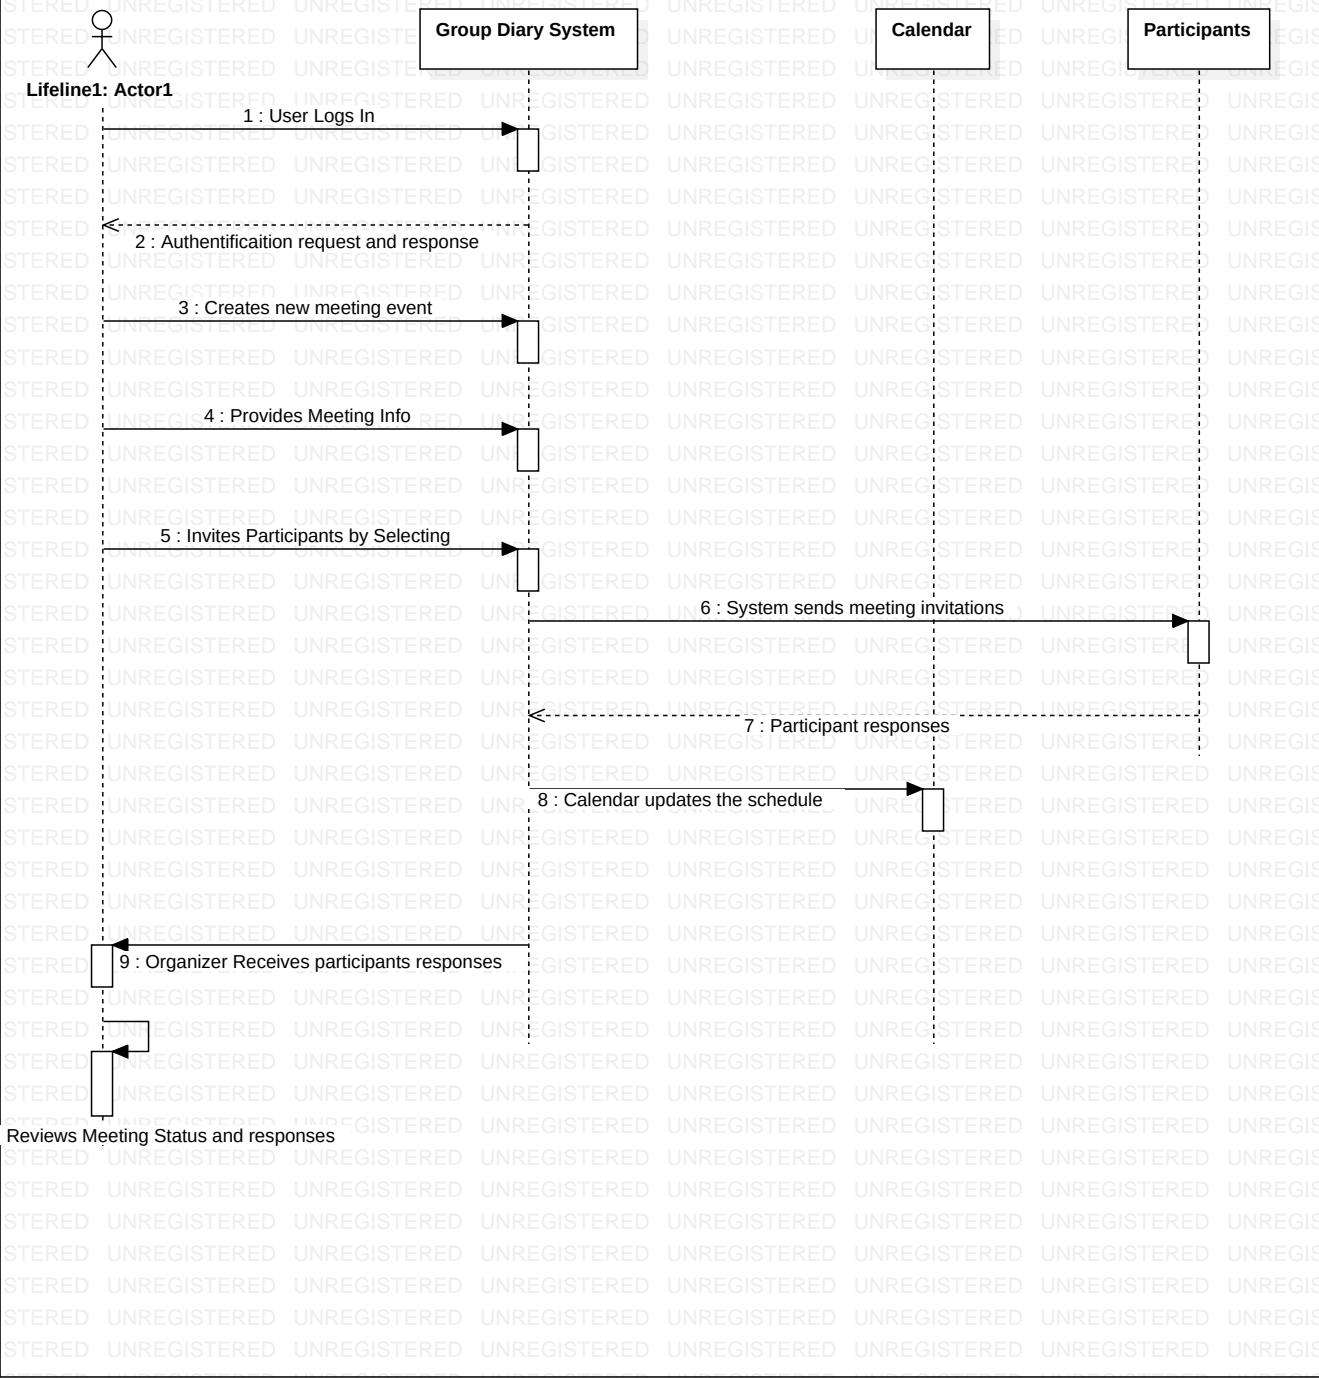 Group Diary System
Calendar
Participants
Lifeline1: Actor1
1 : User Logs In
2 : Authentificaition request and response
3 : Creates new meeting event
4 : Provides Meeting Info
5 : Invites Participants by Selecting
6 : System sends meeting invitations
7 : Participant responses
8 : Calendar updates the schedule
9 : Organizer Receives participants responses
Reviews Meeting Status and responses
UNREGISTERED